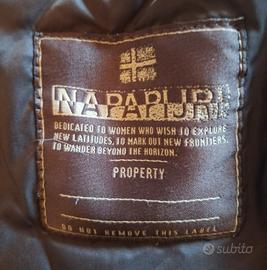 NAPAPIJRI
DEDICATED TO WOMEN WHO WISH TO EXPLORE
NEW LATITUDES, TO MARK OUT NEW FRONTIERS.
TO WANDER BEYOND THE HORIZON.
PROPERTY
DO NOT REMOVE THIS LABEL
subito